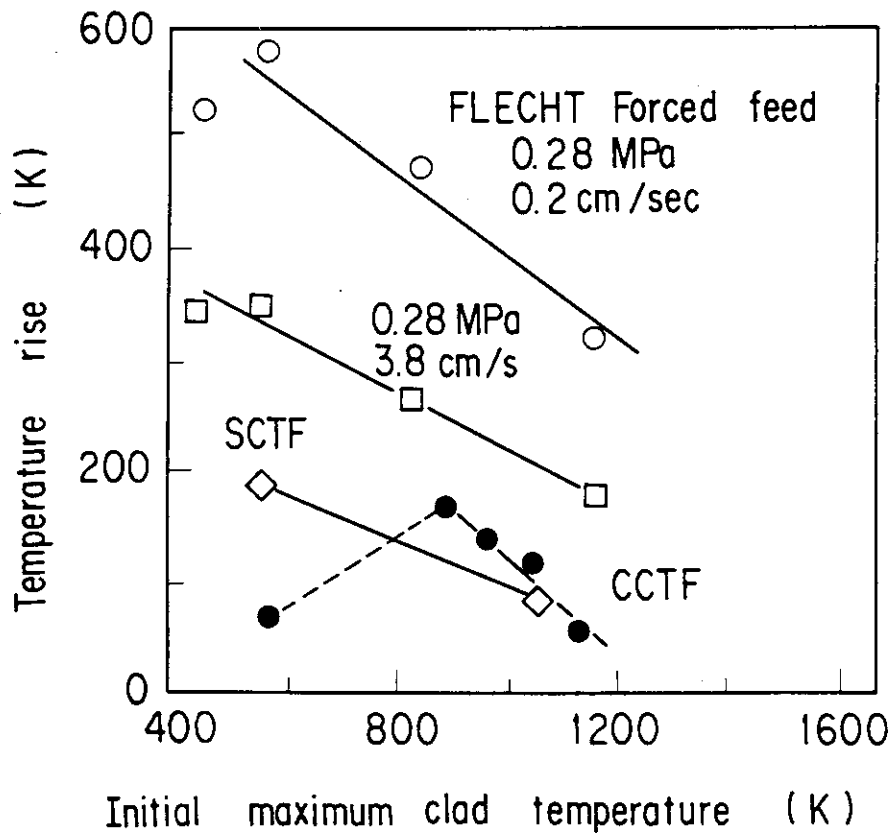 600
400
200
0
400
800
1200
1600
Temperature rise (K)
Initial maximum clad temperature (K)
FLECHT Forced feed
0.28 MPa
0.2 cm/sec
0.28 MPa
3.8 cm/s
SCTF
CCTF